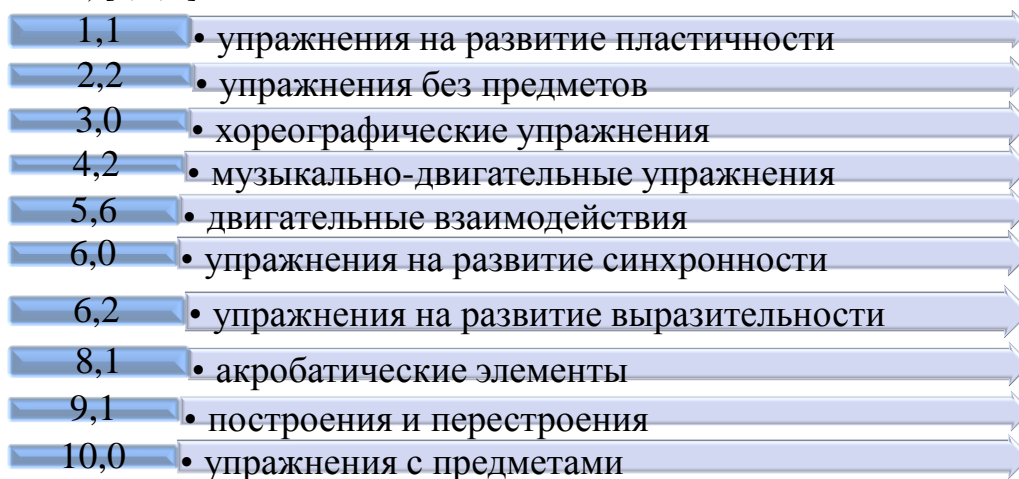 1,1 • упражнения на развитие пластичности
2,2 • упражнения без предметов
3,0 • хореографические упражнения
4,2 • музыкально-двигательные упражнения
5,6 • двигательные взаимодействия
6,0 • упражнения на развитие синхронности
6,2 • упражнения на развитие выразительности
8,1 • акробатические элементы
9,1 • построения и перестроения
10,0 • упражнения с предметами